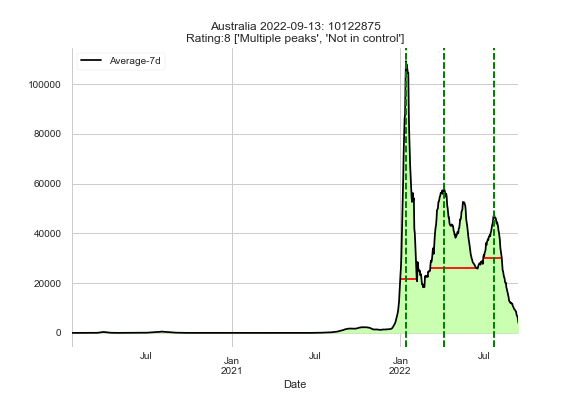 Australia 2022-09-13: 10122875
Rating:8 ['Multiple peaks', 'Not in control']
Average-7d
100000
80000
60000
40000
20000
0
Jul
Jan
2021
Jul
Jan
2022
Jul
Date